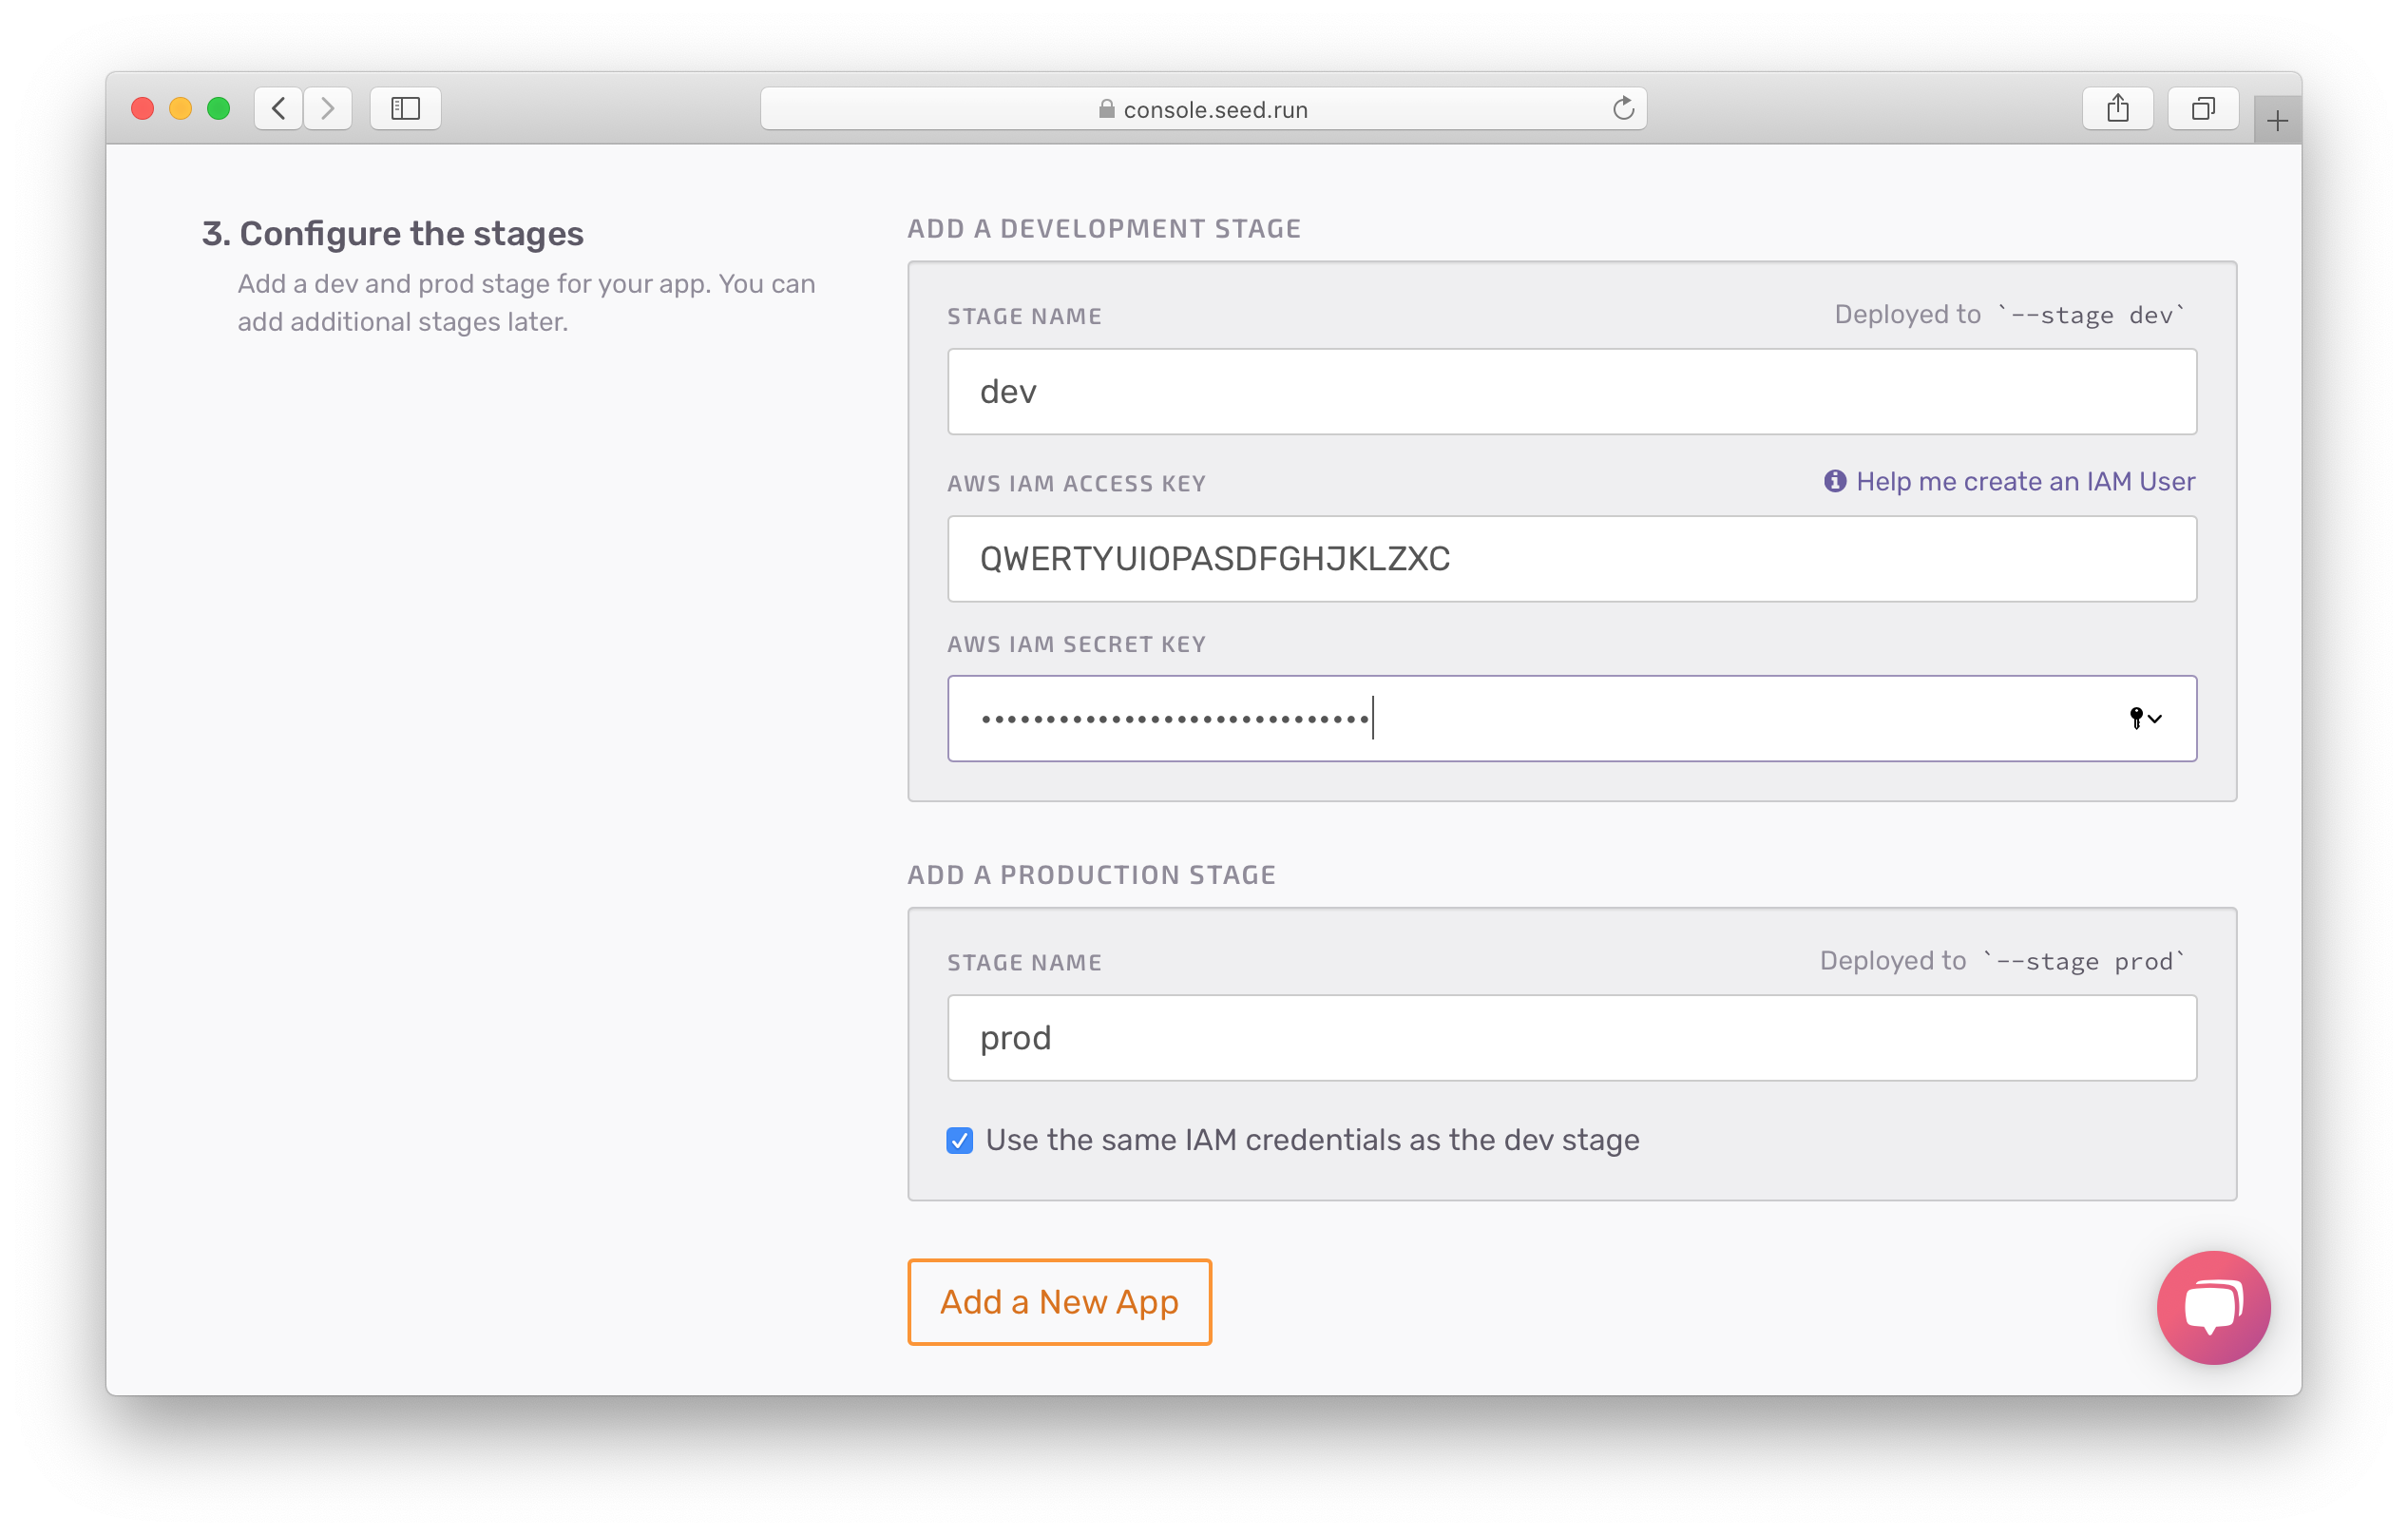 console.seed.run
3. Configure the stages
Add a dev and prod stage for your app. You can
add additional stages later.
ADD A DEVELOPMENT STAGE
STAGE NAME
Deployed to `--stage dev`
dev
AWS IAM ACCESS KEY
Help me create an IAM User
QWERTYUIOPASDFGHJKLZXC
AWS IAM SECRET KEY
••••••••••••••••••••••••••••••
ADD A PRODUCTION STAGE
STAGE NAME
Deployed to `--stage prod`
prod
Use the same IAM credentials as the dev stage
Add a New App